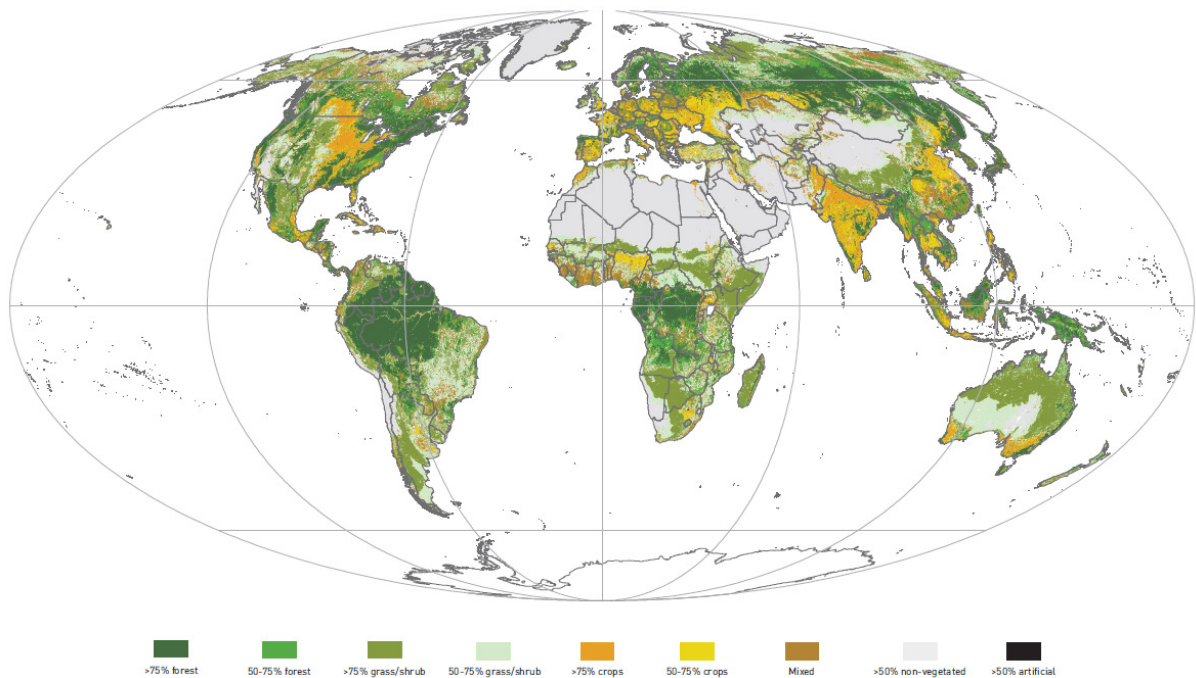 >75% forest
50-75% forest
>75% grass/shrub
50-75% grass/shrub
>75% crops
50-75% crops
Mixed
>50% non-vegetated
>50% artificial